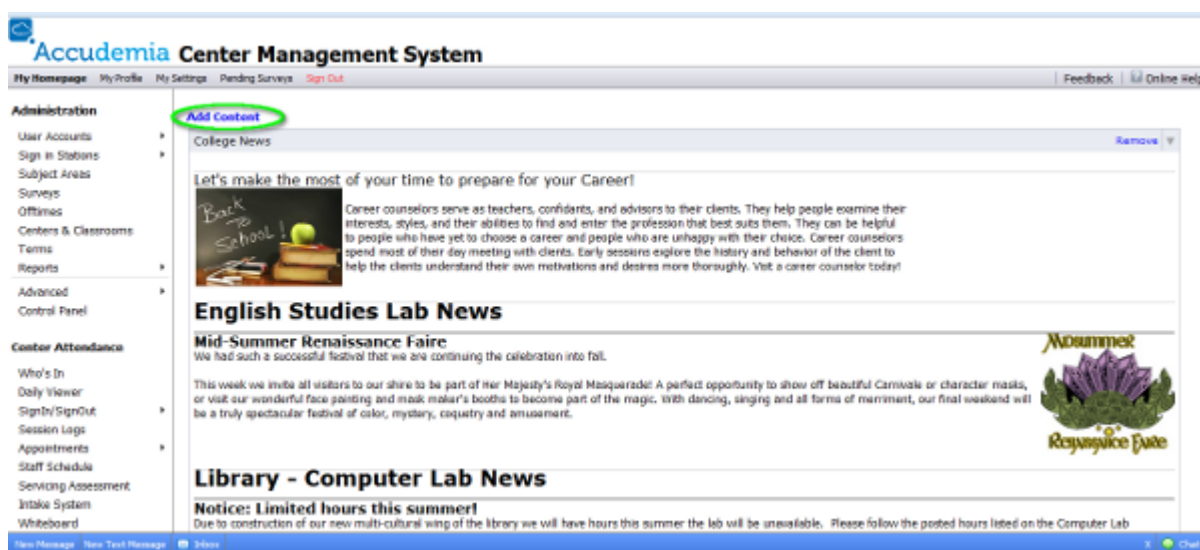 Accudemia Center Management System
My Homepage My Profile My Settings Pending Surveys Sign Out Feedback Online Help
Administration
User Accounts
Sign in Stations
Subject Areas
Surveys
Offtimes
Centers & Classrooms
Terms
Reports
Advanced
Control Panel
Center Attendance
Who's In
Daily Viewer
SignIn/SignOut
Session Logs
Appointments
Staff Schedule
Servicing Assessment
Intake System
Whiteboard
Add Content
College News Remove
Let's make the most of your time to prepare for your Career!
Back
To
School!
Career counselors serve as teachers, confidants, and advisors to their clients. They help people examine their
interests, styles, and their abilities to find and enter the profession that best suits them. They can be helpful
to people who have yet to choose a career and people who are unhappy with their choice. Career counselors
spend most of their day meeting with clients. Early sessions explore the history and behavior of the client to
help the clients understand their own motivations and desires more thoroughly. Visit a career counselor today!
English Studies Lab News
Mid-Summer Renaissance Faire
We had such a successful festival that we are continuing the celebration into fall.
This week we invite all visitors to our shire to be part of Her Majesty's Royal Masquerade! A perfect opportunity to show off beautiful Carnivale or character masks,
or visit our wonderful face painting and mask maker's booths to become part of the magic. With dancing, singing and all forms of merriment, our final weekend will
be a truly spectacular festival of color, mystery, coquetry and amusement.
Midsummer
Renaissance Faire
Library - Computer Lab News
Notice: Limited hours this summer!
Due to construction of our new multi-cultural wing of the library we will have hours this summer the lab will be unavailable. Please follow the posted hours listed on the Computer Lab
New Message New Text Message Inbox X Chat